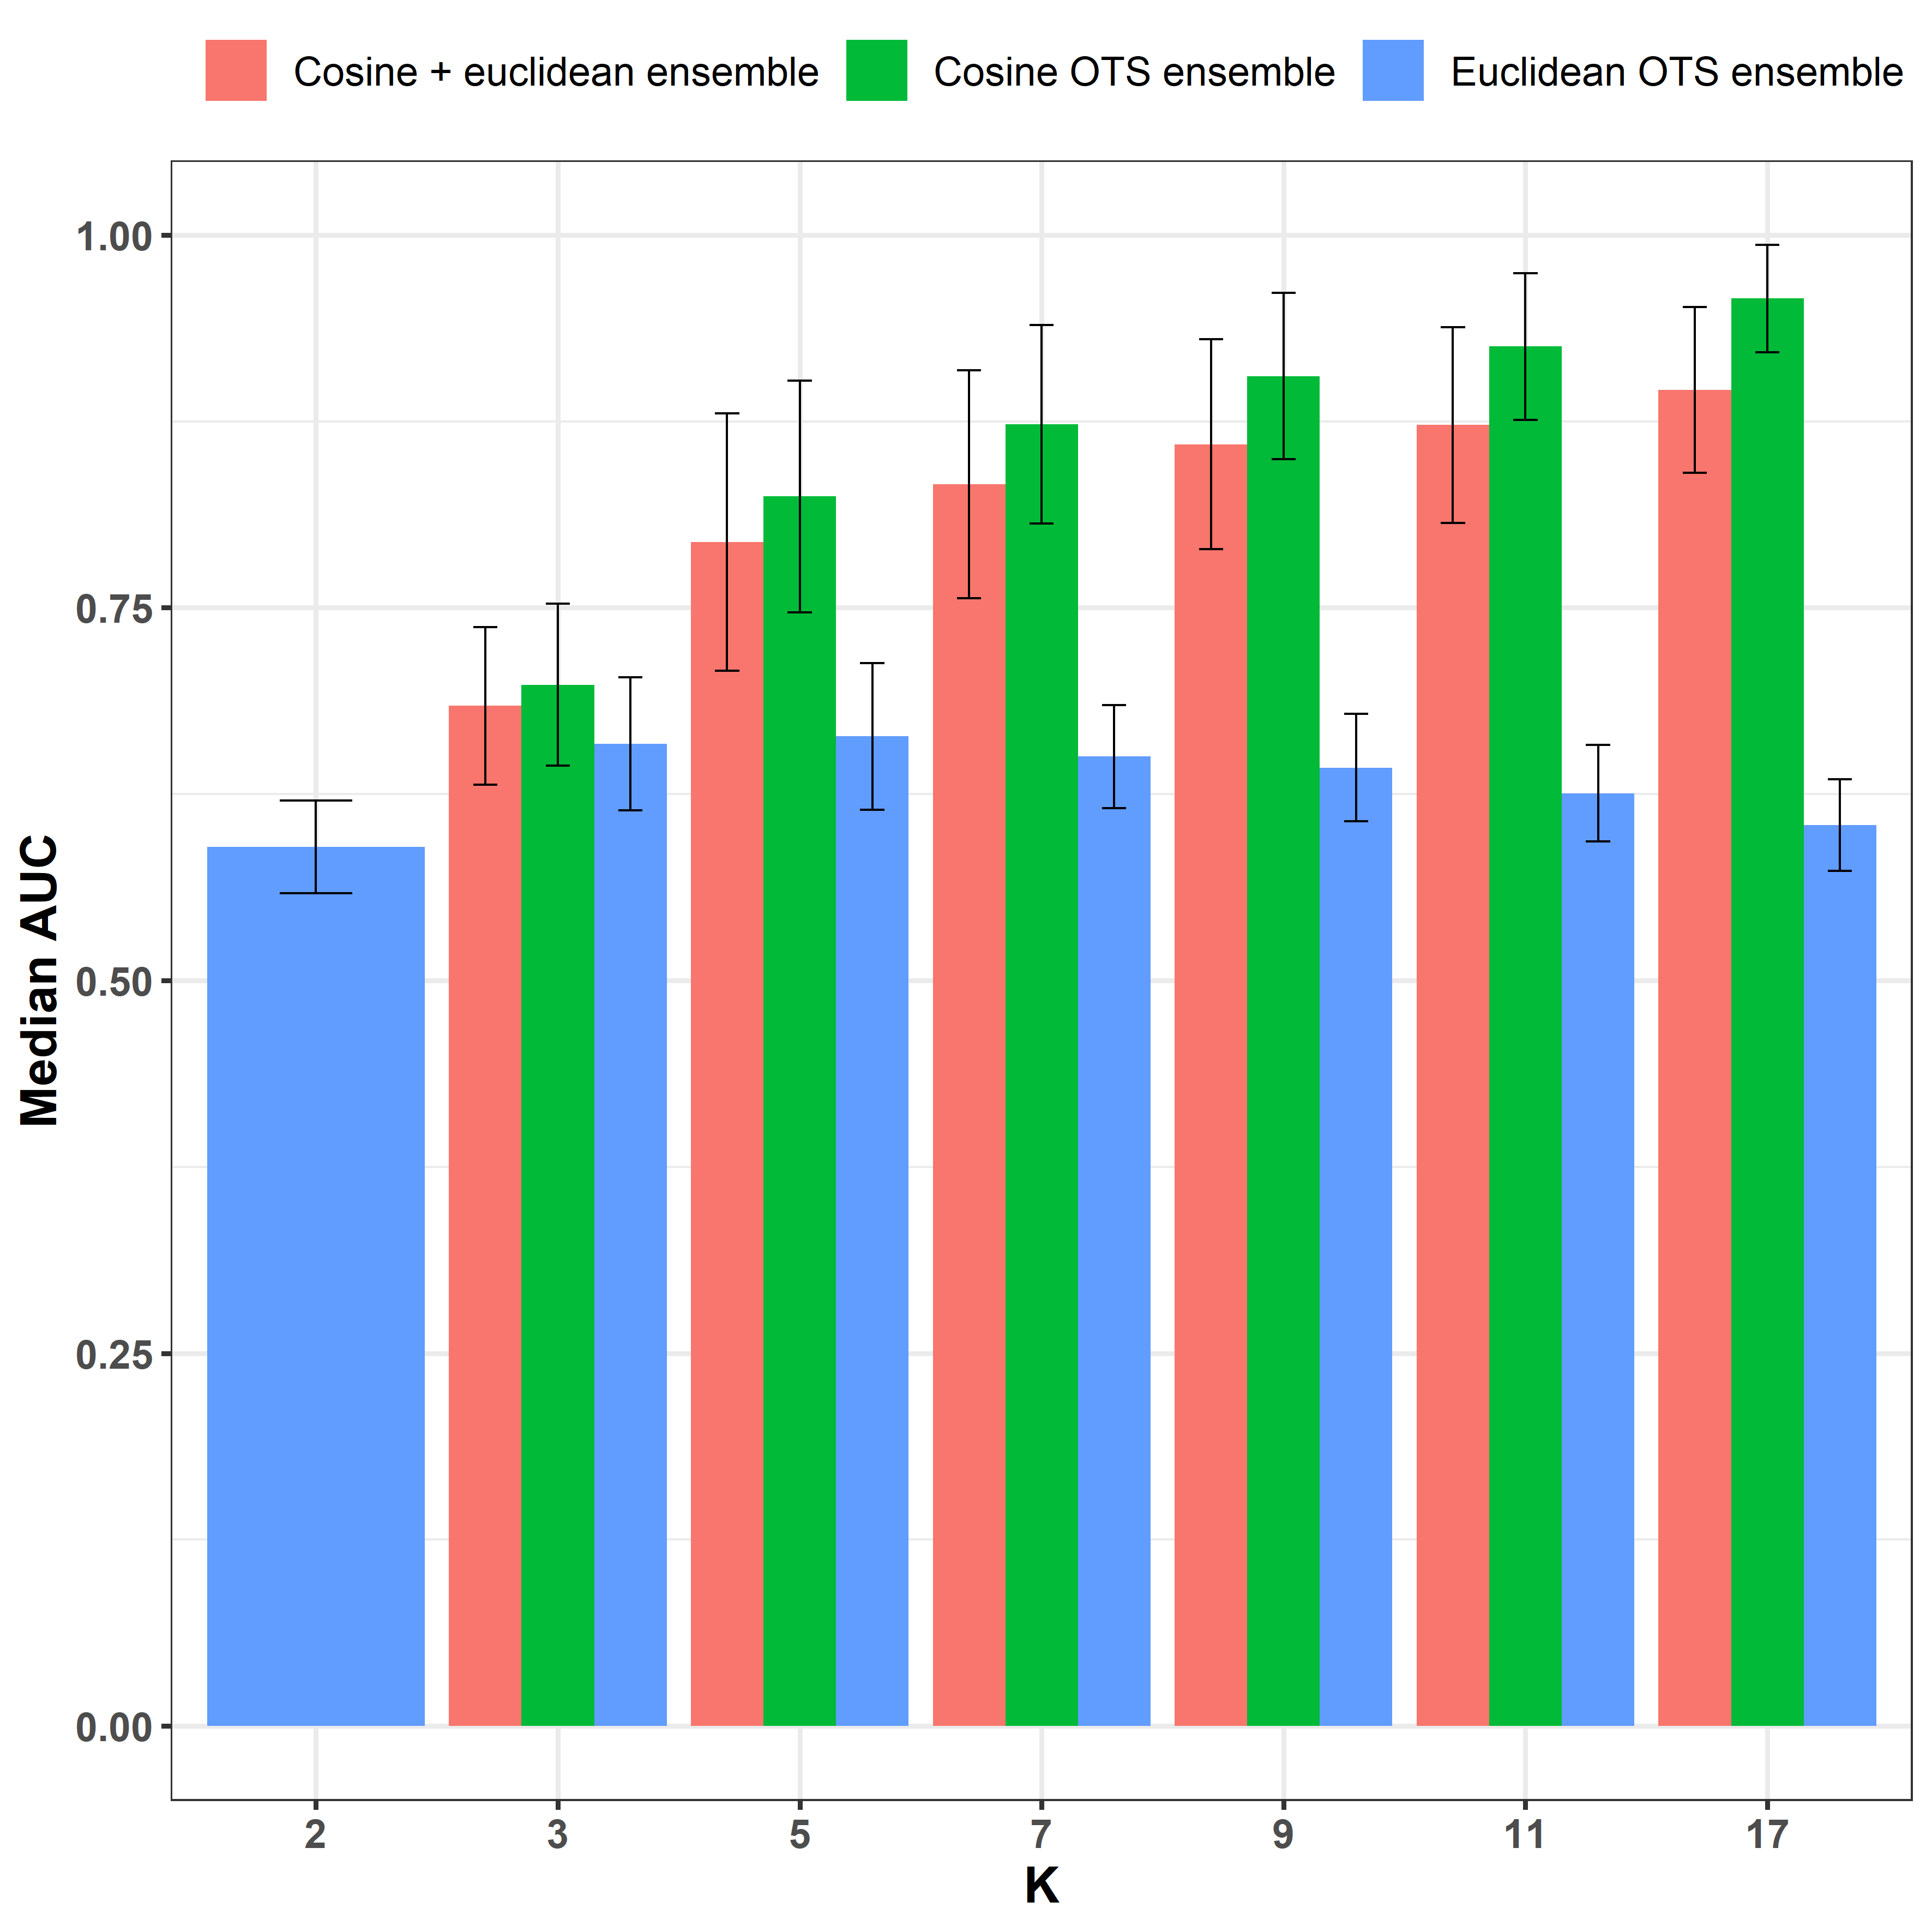 Cosine + euclidean ensemble Cosine OTS ensemble Euclidean OTS ensemble
1.00
0.75
0.50
0.25
0.00
Median AUC
2 3 5 7 9 11 17
K